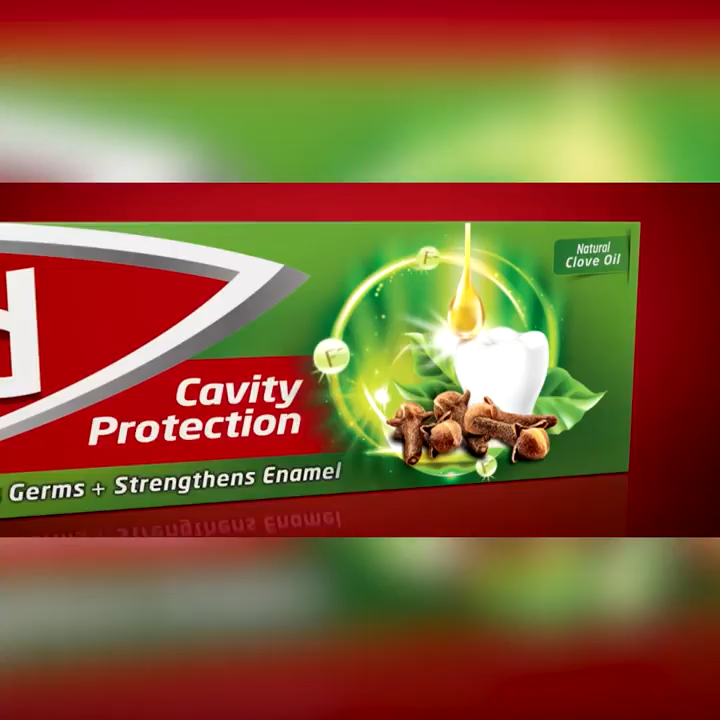 Natural
Clove Oil
d
Cavity
Protection
Germs + Strengthens Enamel